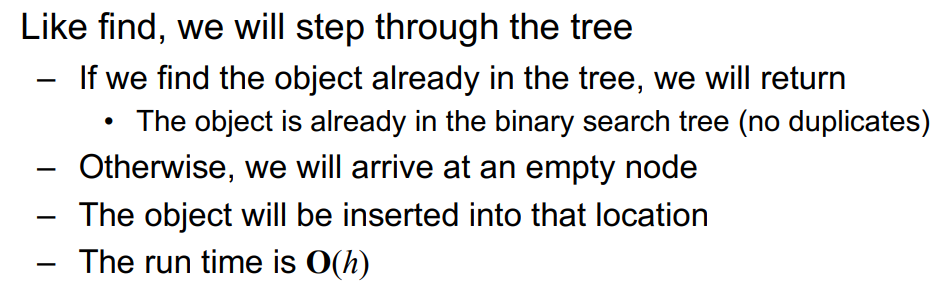 Like find, we will step through the tree
– If we find the object already in the tree, we will return
• The object is already in the binary search tree (no duplicates)
– Otherwise, we will arrive at an empty node
– The object will be inserted into that location
– The run time is O(h)